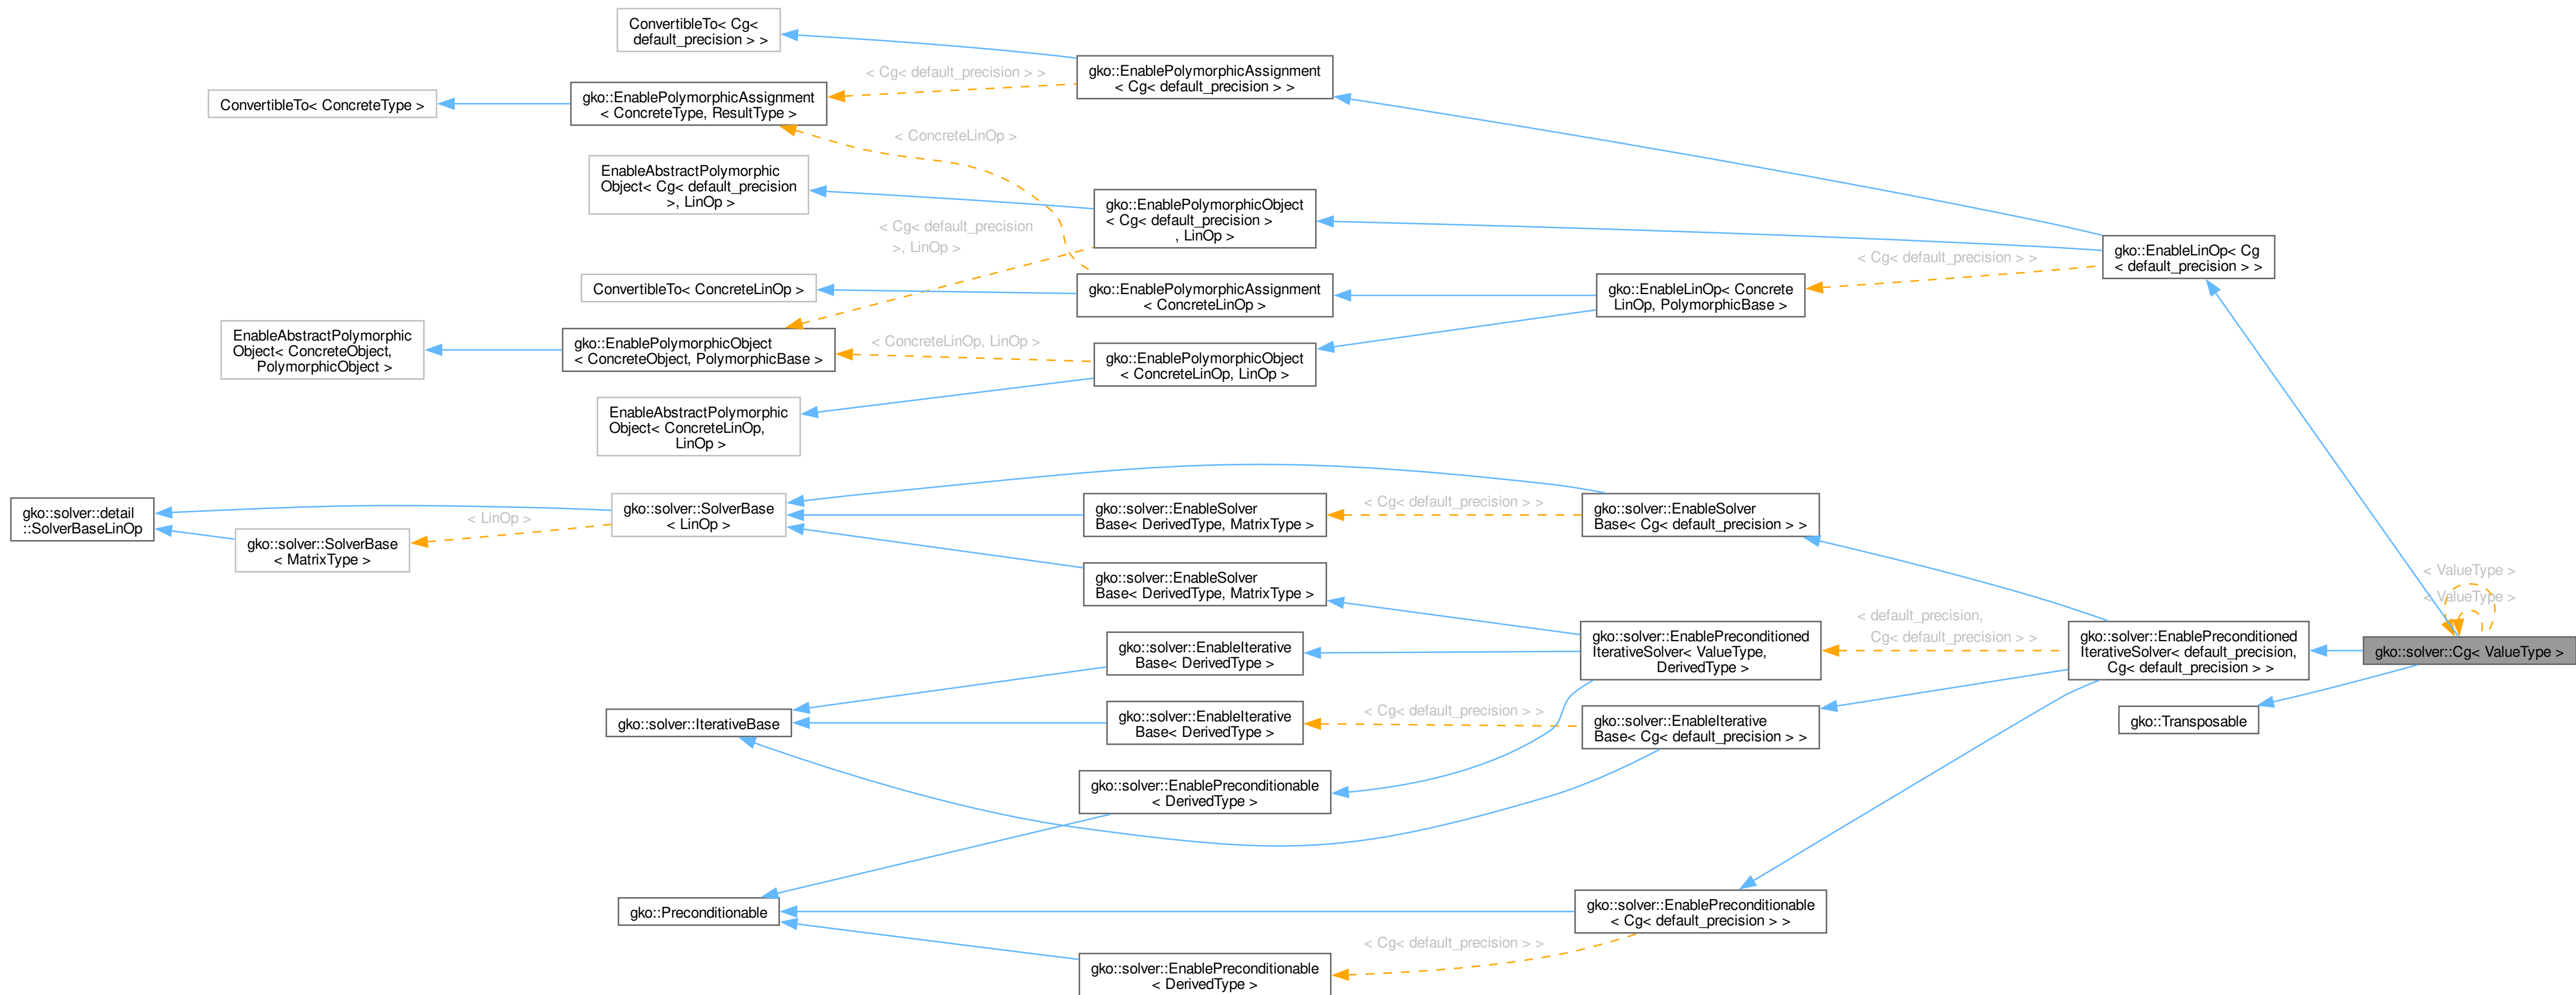 ConvertibleTo< Cg<
default_precision > >
gko::EnablePolymorphicAssignment
< Cg< default_precision > >
< Cg< default_precision > >
ConvertibleTo< ConcreteType >
gko::EnablePolymorphicAssignment
< ConcreteType, ResultType >
< ConcreteLinOp >
EnableAbstractPolymorphic
Object< Cg< default_precision
>, LinOp >
gko::EnablePolymorphicObject
< Cg< default_precision >
, LinOp >
< Cg< default_precision
>, LinOp >
gko::EnableLinOp< Cg
< default_precision > >
< Cg< default_precision > >
ConvertibleTo< ConcreteLinOp >
gko::EnablePolymorphicAssignment
< ConcreteLinOp >
gko::EnableLinOp< Concrete
LinOp, PolymorphicBase >
EnableAbstractPolymorphic
Object< ConcreteObject,
PolymorphicObject >
gko::EnablePolymorphicObject
< ConcreteObject, PolymorphicBase >
< ConcreteLinOp, LinOp >
gko::EnablePolymorphicObject
< ConcreteLinOp, LinOp >
EnableAbstractPolymorphic
Object< ConcreteLinOp,
LinOp >
gko::solver::detail
::SolverBaseLinOp
< LinOp >
gko::solver::SolverBase
< MatrixType >
gko::solver::SolverBase
< LinOp >
gko::solver::EnableSolver
Base< DerivedType, MatrixType >
< Cg< default_precision > >
gko::solver::EnableSolver
Base< Cg< default_precision > >
gko::solver::EnableSolver
Base< DerivedType, MatrixType >
< ValueType >
< ValueType >
gko::solver::EnableIterative
Base< DerivedType >
gko::solver::EnablePreconditioned
IterativeSolver< ValueType,
DerivedType >
< default_precision,
Cg< default_precision > >
gko::solver::EnablePreconditioned
IterativeSolver< default_precision,
Cg< default_precision > >
gko::solver::Cg< ValueType >
gko::solver::IterativeBase
gko::solver::EnableIterative
Base< DerivedType >
< Cg< default_precision > >
gko::solver::EnableIterative
Base< Cg< default_precision > >
gko::Transposable
gko::solver::EnablePreconditionable
< DerivedType >
gko::Preconditionable
gko::solver::EnablePreconditionable
< Cg< default_precision > >
< Cg< default_precision > >
gko::solver::EnablePreconditionable
< DerivedType >